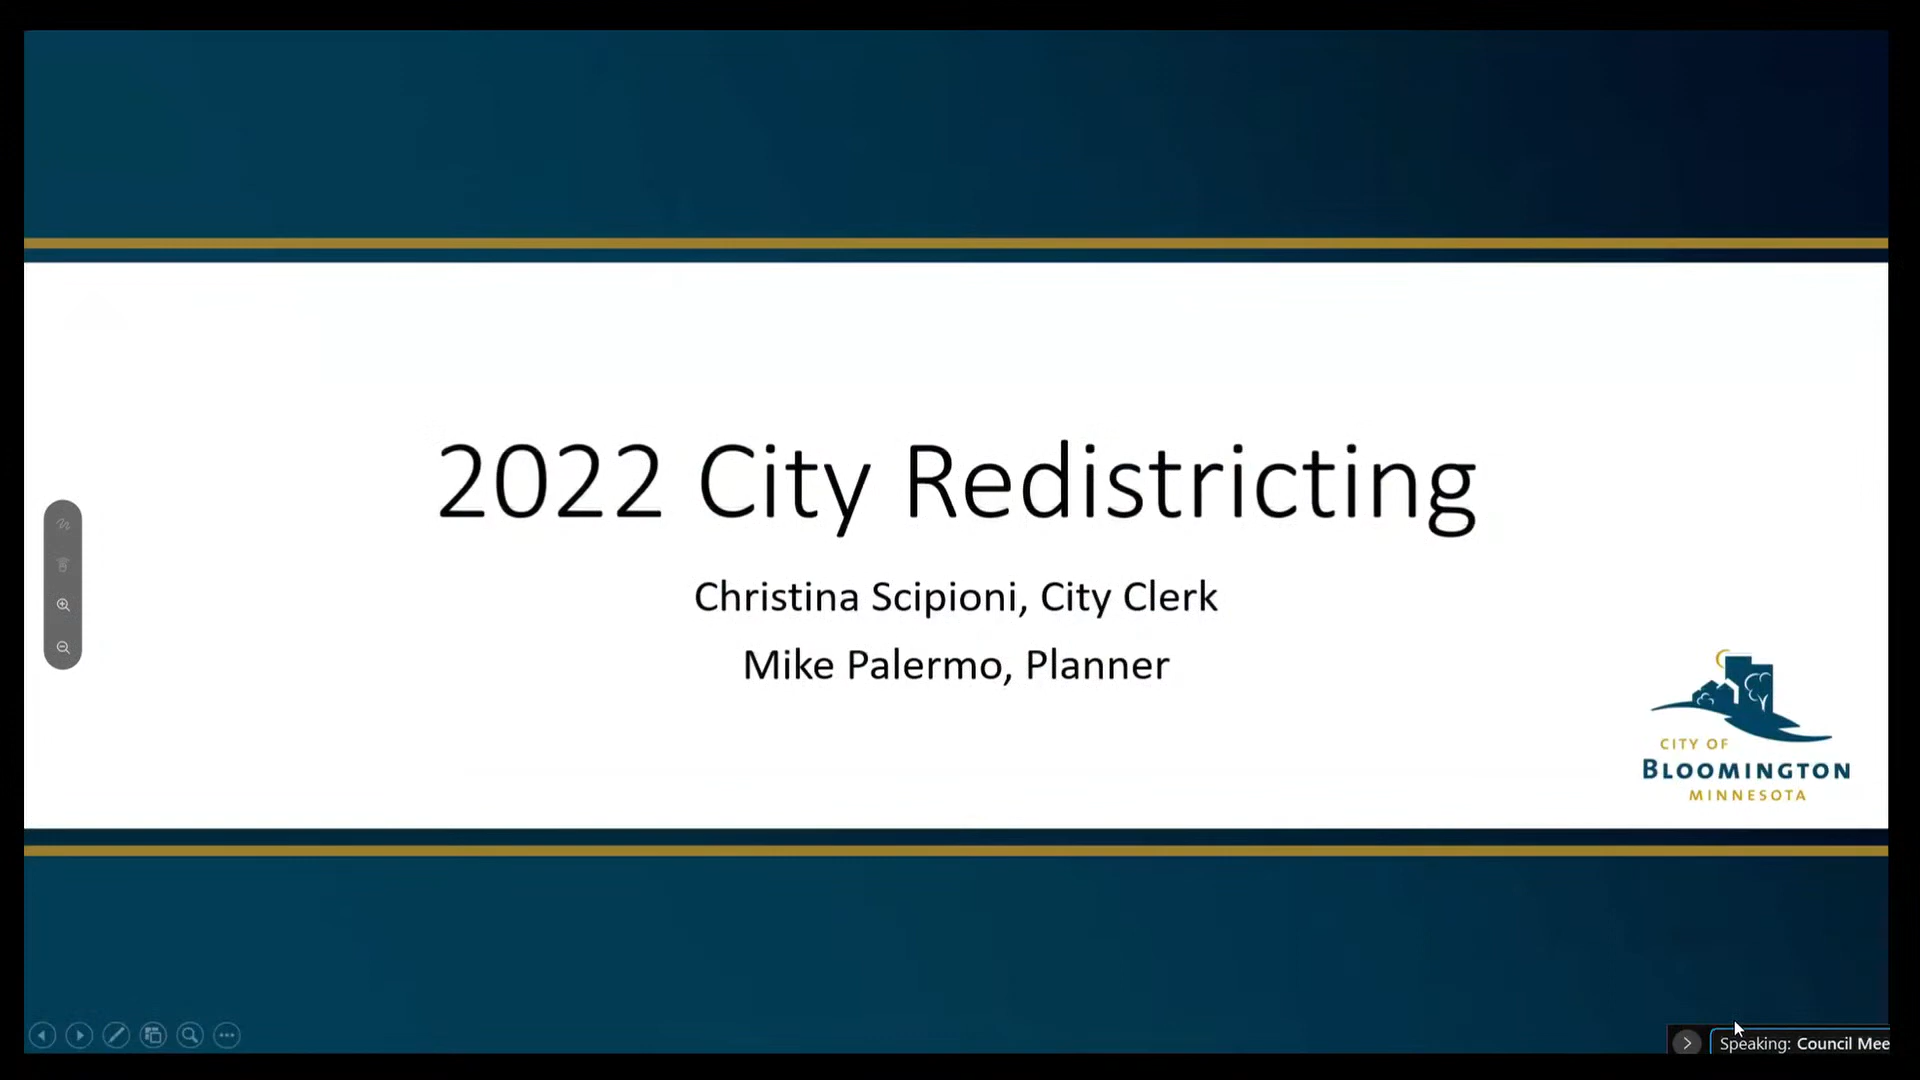 2022 City Redistricting
Christina Scipioni, City Clerk
Mike Palermo, Planner
CITY OF
BLOOMINGTON
MINNESOTA
Speaking: Council Mee